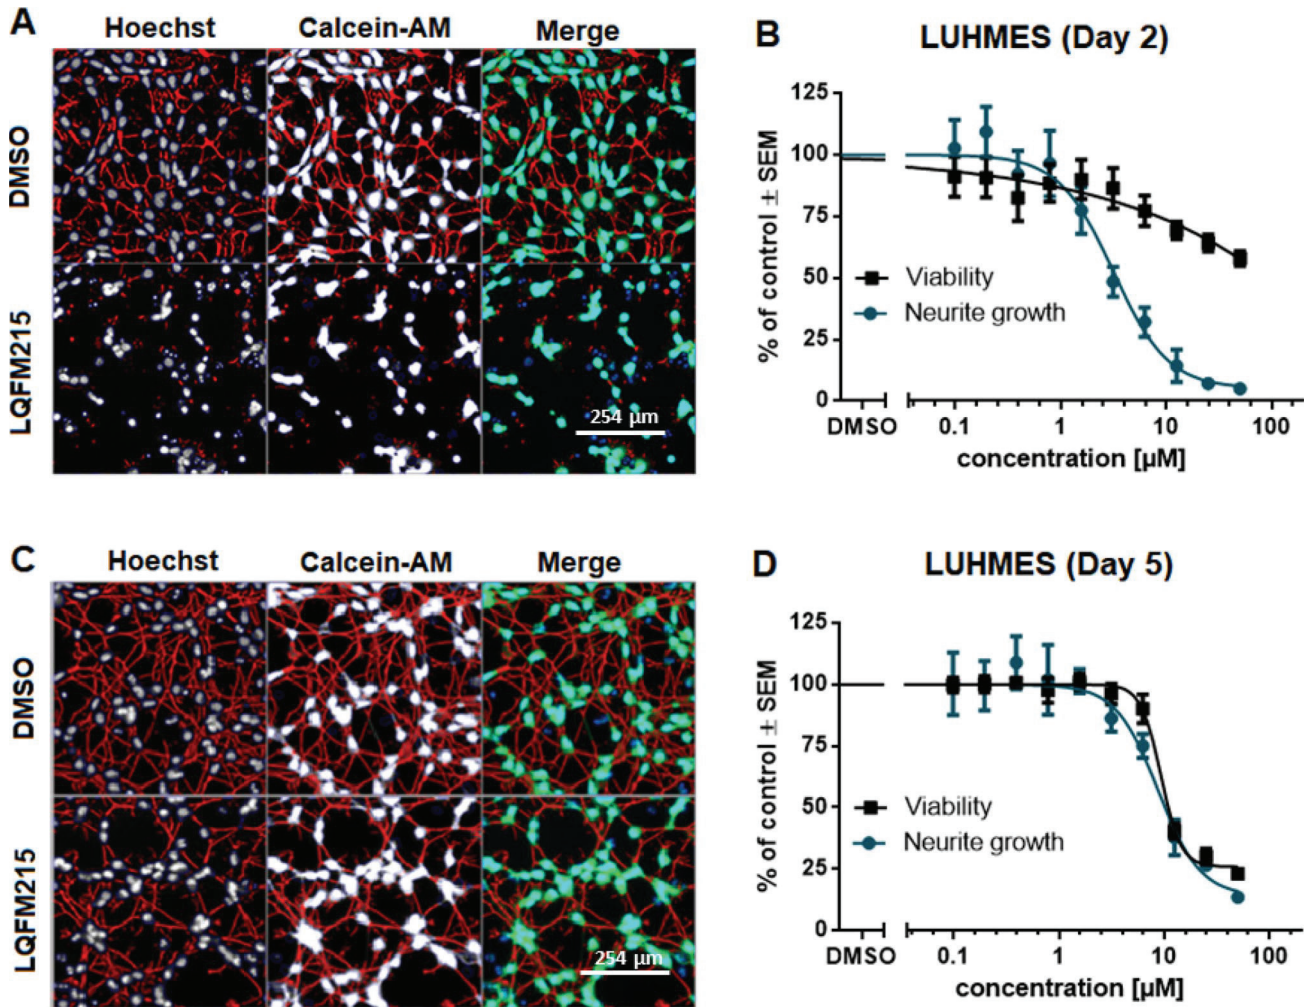 A
Hoechst Calcein-AM Merge
DMSO
LQFM215
254 µm
B
LUHMES (Day 2)
% of control ± SEM
125
100
75
50
25
0
Viability
Neurite growth
DMSO 0.1 1 10 100
concentration [µM]
C
Hoechst Calcein-AM Merge
DMSO
LQFM215
254 µm
D
LUHMES (Day 5)
% of control ± SEM
125
100
75
50
25
0
Viability
Neurite growth
DMSO 0.1 1 10 100
concentration [µM]